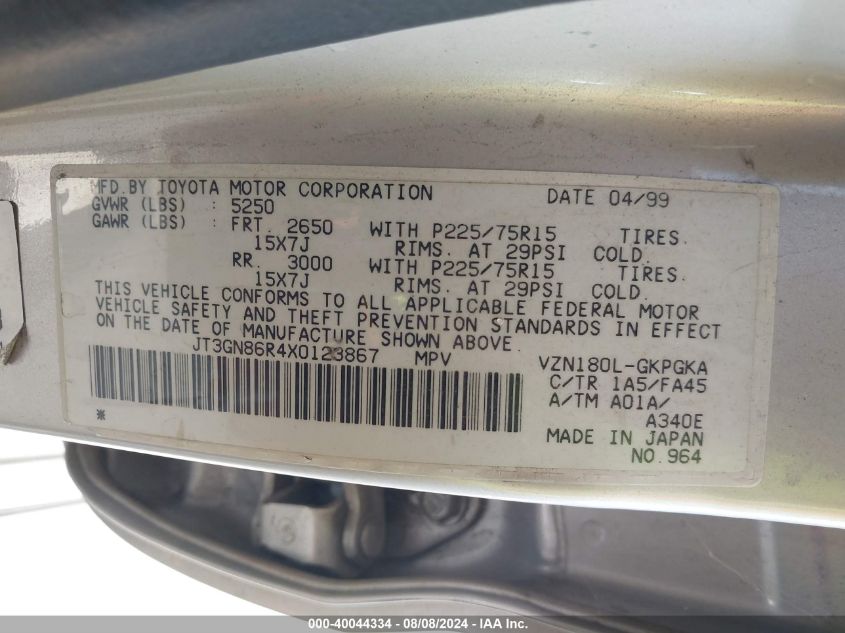 MFD.BY TOYOTA MOTOR CORPORATION DATE 04/99
GVWR (LBS) : 5250
GAWR (LBS) : FRT. 2650 WITH P225/75R15 TIRES.
15X7J RIMS. AT 29PSI COLD.
RR. 3000 WITH P225/75R15 TIRES.
15X7J RIMS. AT 29PSI COLD.
THIS VEHICLE CONFORMS TO ALL APPLICABLE FEDERAL MOTOR
VEHICLE SAFETY AND THEFT PREVENTION STANDARDS IN EFFECT
ON THE DATE OF MANUFACTURE SHOWN ABOVE.
JT3GN86R4X0123867 MPV VZN180L-GKPGKA
C/TR 1A5/FA45
* A/TM A01A/
A340E
MADE IN JAPAN
NO.964
000-40044334 - 08/08/2024 - IAA Inc.